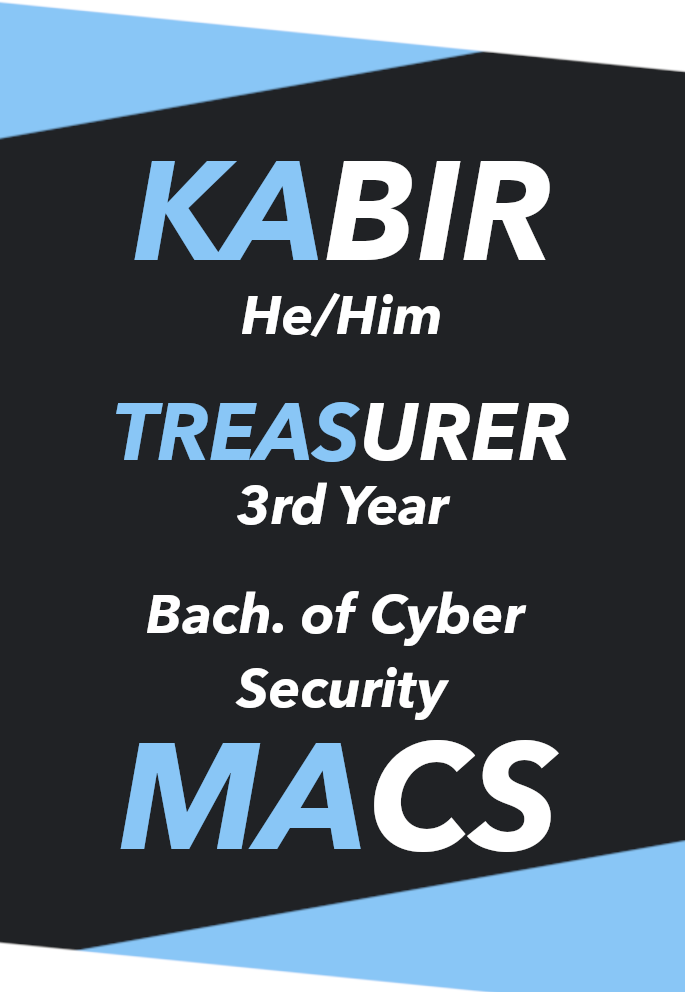 KABIR
He/Him
TREASURER
3rd Year
Bach. of Cyber
Security
MACS